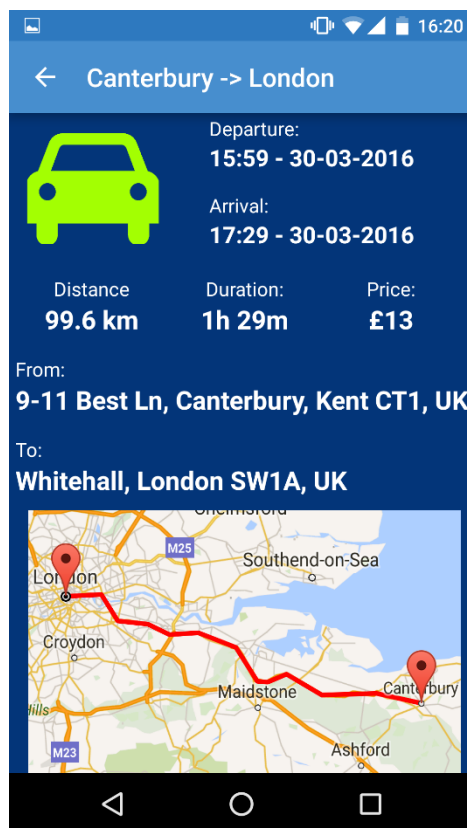 16:20
Canterbury -> London
Departure:
15:59 - 30-03-2016
Arrival:
17:29 - 30-03-2016
Distance Duration: Price:
99.6 km 1h 29m £13
From:
9-11 Best Ln, Canterbury, Kent CT1, UK
To:
Whitehall, London SW1A, UK
Chelmsford
M25
Southend-on-Sea
London
Croydon
Maidstone
Canterbury
Hills
M23
Ashford